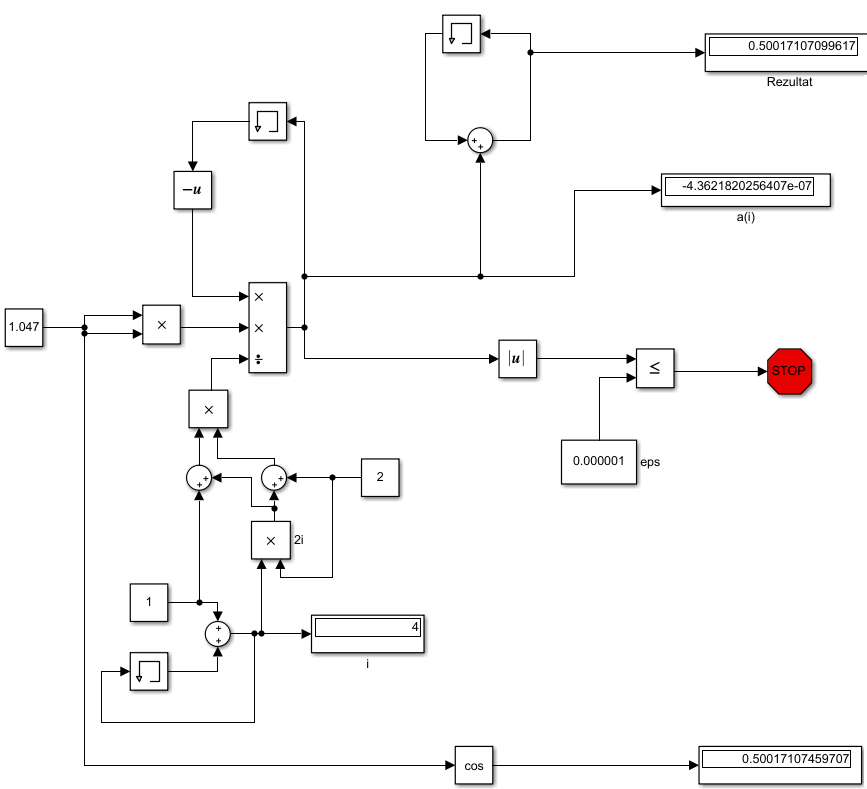 0.50017107099617
Rezultat
-u
-4.3621820256407e-07
a(i)
×
×
÷
1.047
×
|u|
≤
STOP
×
0.000001
eps
2
+
+
+
+
×
2i
1
+
+
4
i
cos
0.50017107459707
+
+